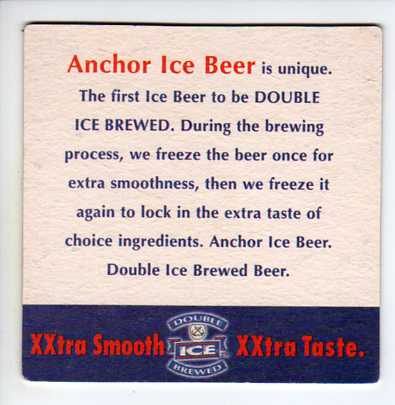 Anchor Ice Beer is unique.
The first Ice Beer to be DOUBLE
ICE BREWED. During the brewing
process, we freeze the beer once for
extra smoothness, then we freeze it
again to lock in the extra taste of
choice ingredients. Anchor Ice Beer.
Double Ice Brewed Beer.
DOUBLE
XXtra Smooth ICE XXtra Taste.
BREWED